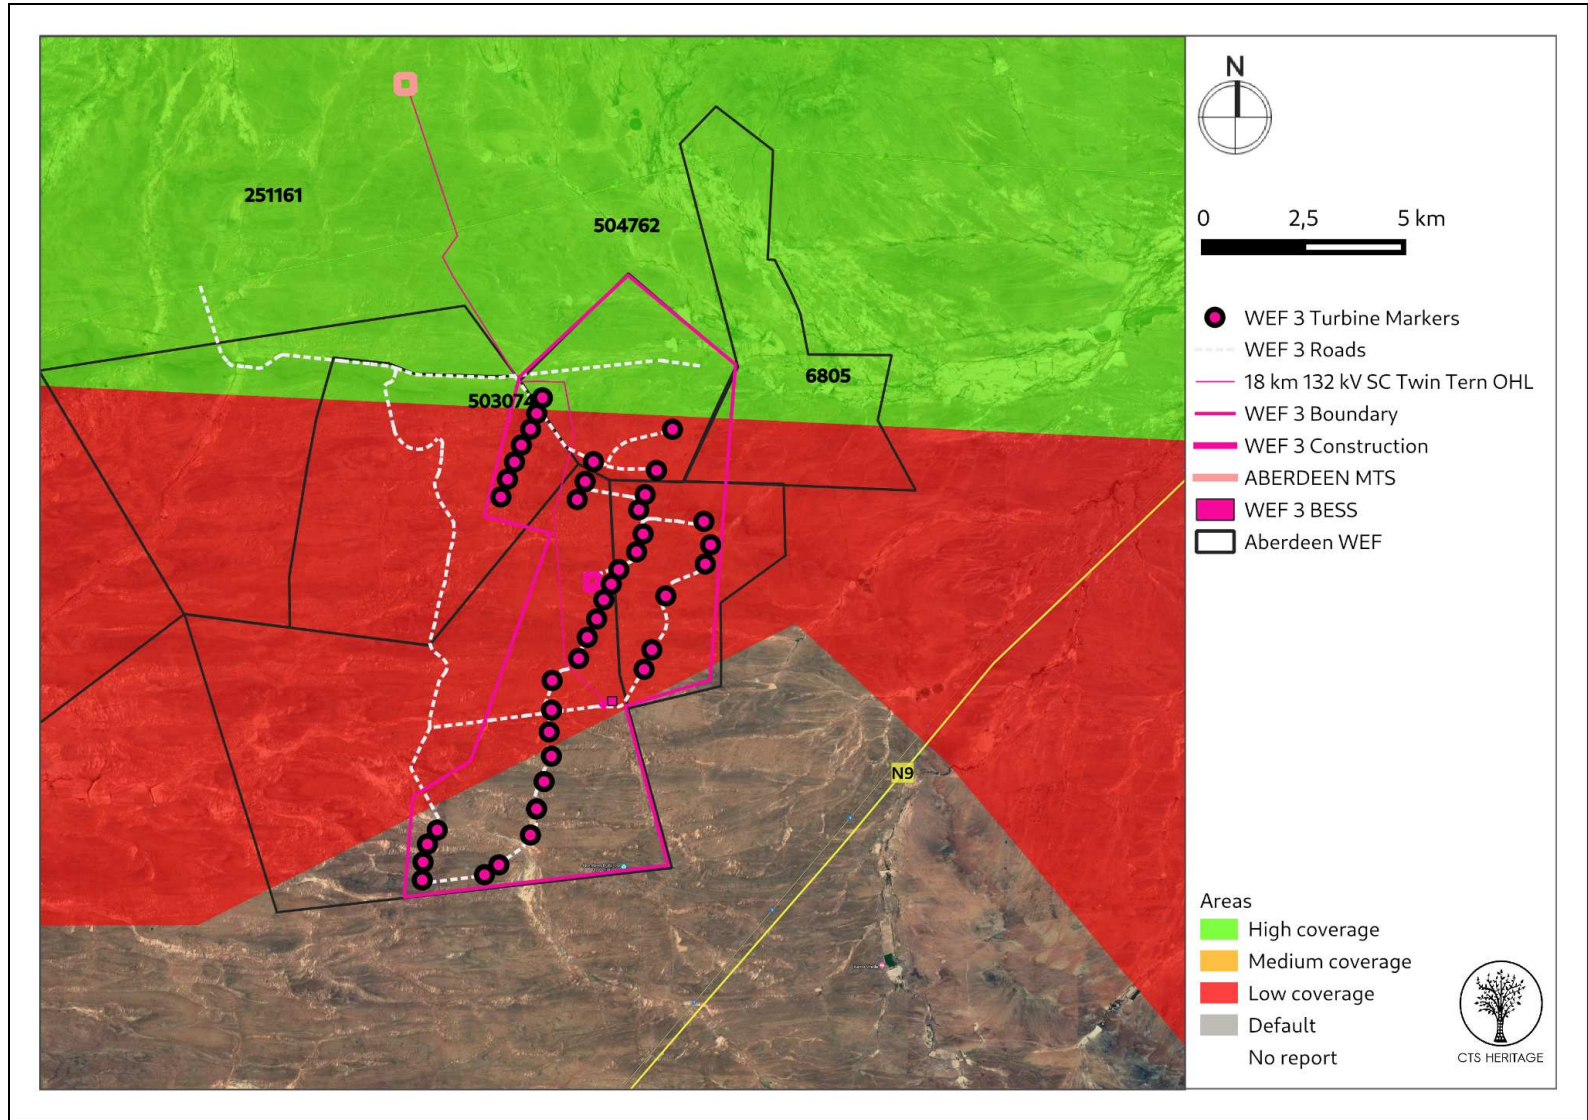 N
0 2,5 5 km
251161
504762
6805
503074
N9
WEF 3 Turbine Markers
WEF 3 Roads
18 km 132 kV SC Twin Tern OHL
WEF 3 Boundary
WEF 3 Construction
ABERDEEN MTS
WEF 3 BESS
Aberdeen WEF
Areas
High coverage
Medium coverage
Low coverage
Default
No report
CTS HERITAGE